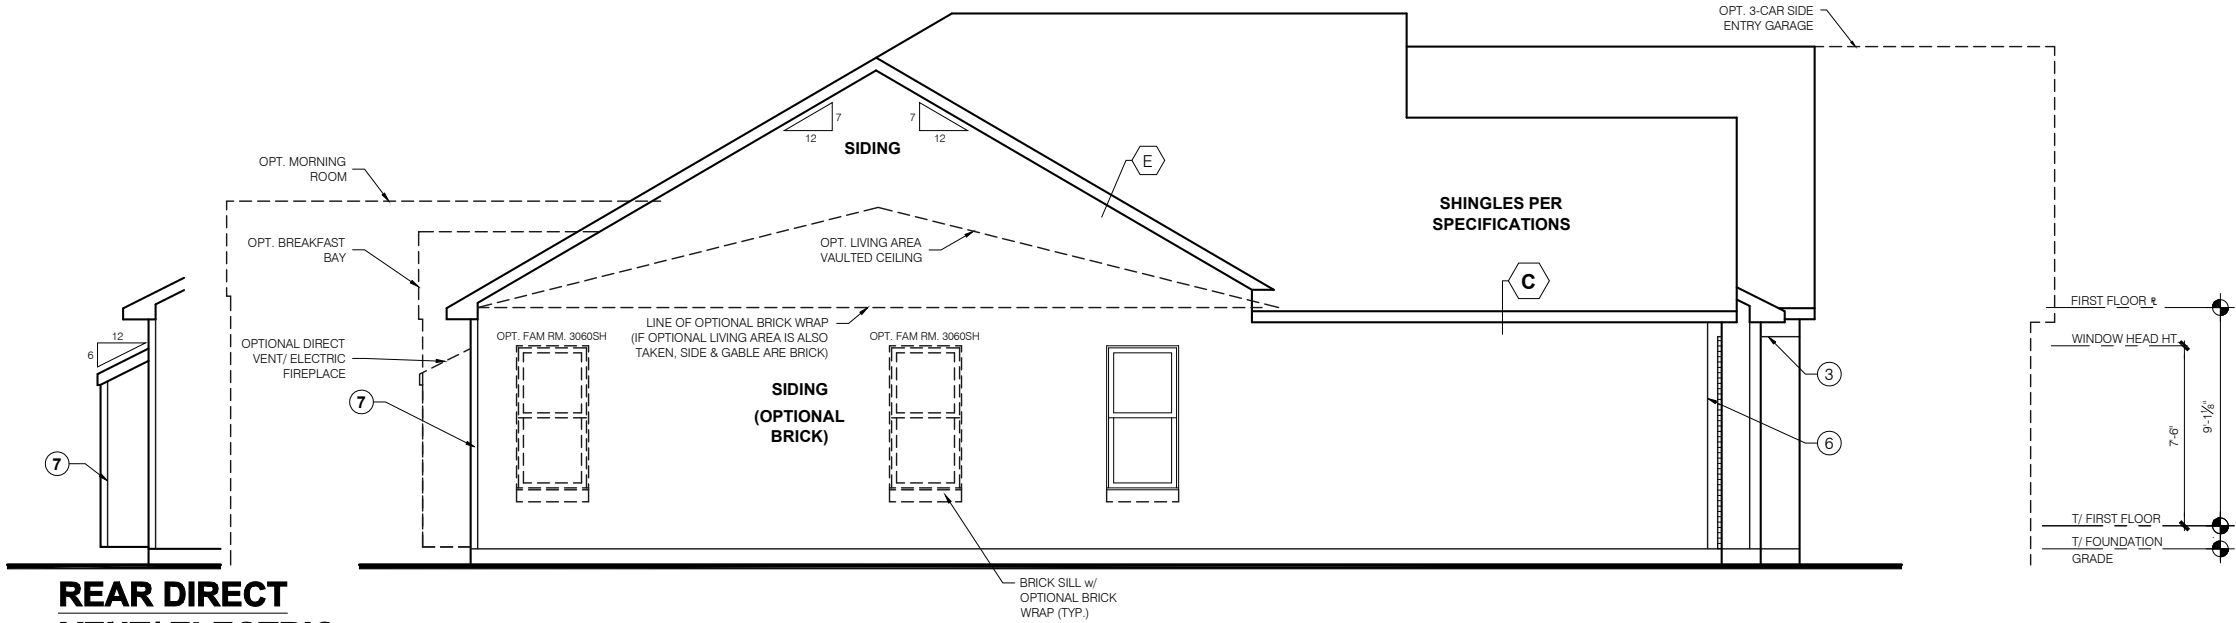 OPT. 3-CAR SIDE
ENTRY GARAGE
7
12
7
12
SIDING
OPT. MORNING
ROOM
E
SHINGLES PER
SPECIFICATIONS
OPT. BREAKFAST
BAY
OPT. LIVING AREA
VAULTED CEILING
C
FIRST FLOOR
LINE OF OPTIONAL BRICK WRAP
(IF OPTIONAL LIVING AREA IS ALSO
TAKEN, SIDE & GABLE ARE BRICK)
OPT. FAM RM. 3060SH
OPT. FAM RM. 3060SH
12
6
OPTIONAL DIRECT
VENT/ ELECTRIC
FIREPLACE
WINDOW HEAD HT.
3
SIDING
(OPTIONAL
BRICK)
7
6
7
7'-6"
9'-1⅛"
T/ FIRST FLOOR
T/ FOUNDATION
GRADE
BRICK SILL w/
OPTIONAL BRICK
WRAP (TYP.)
REAR DIRECT
VENT/ ELECTRIC